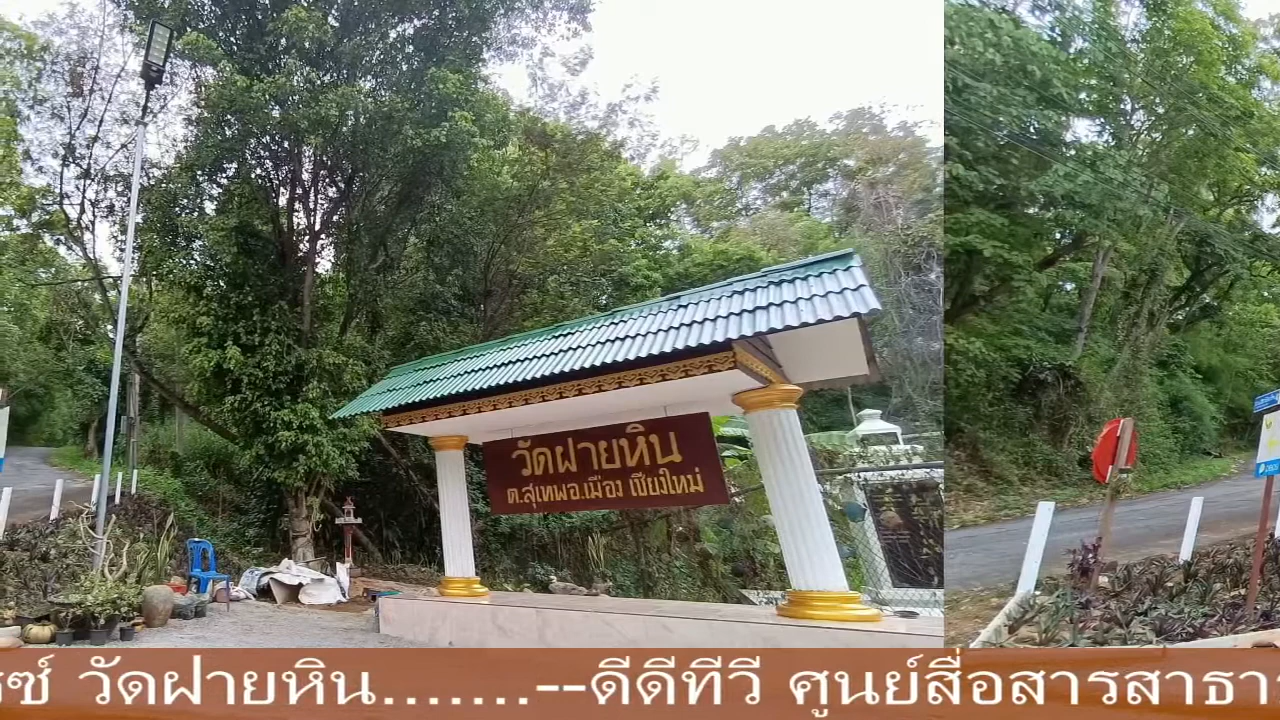 วัดฝายหิน
ต.สุเทพอ.เมือง เชียงใหม่
วัดฝายหิน.......--ดีดีทีวี ศูนย์สื่อสารสาธา